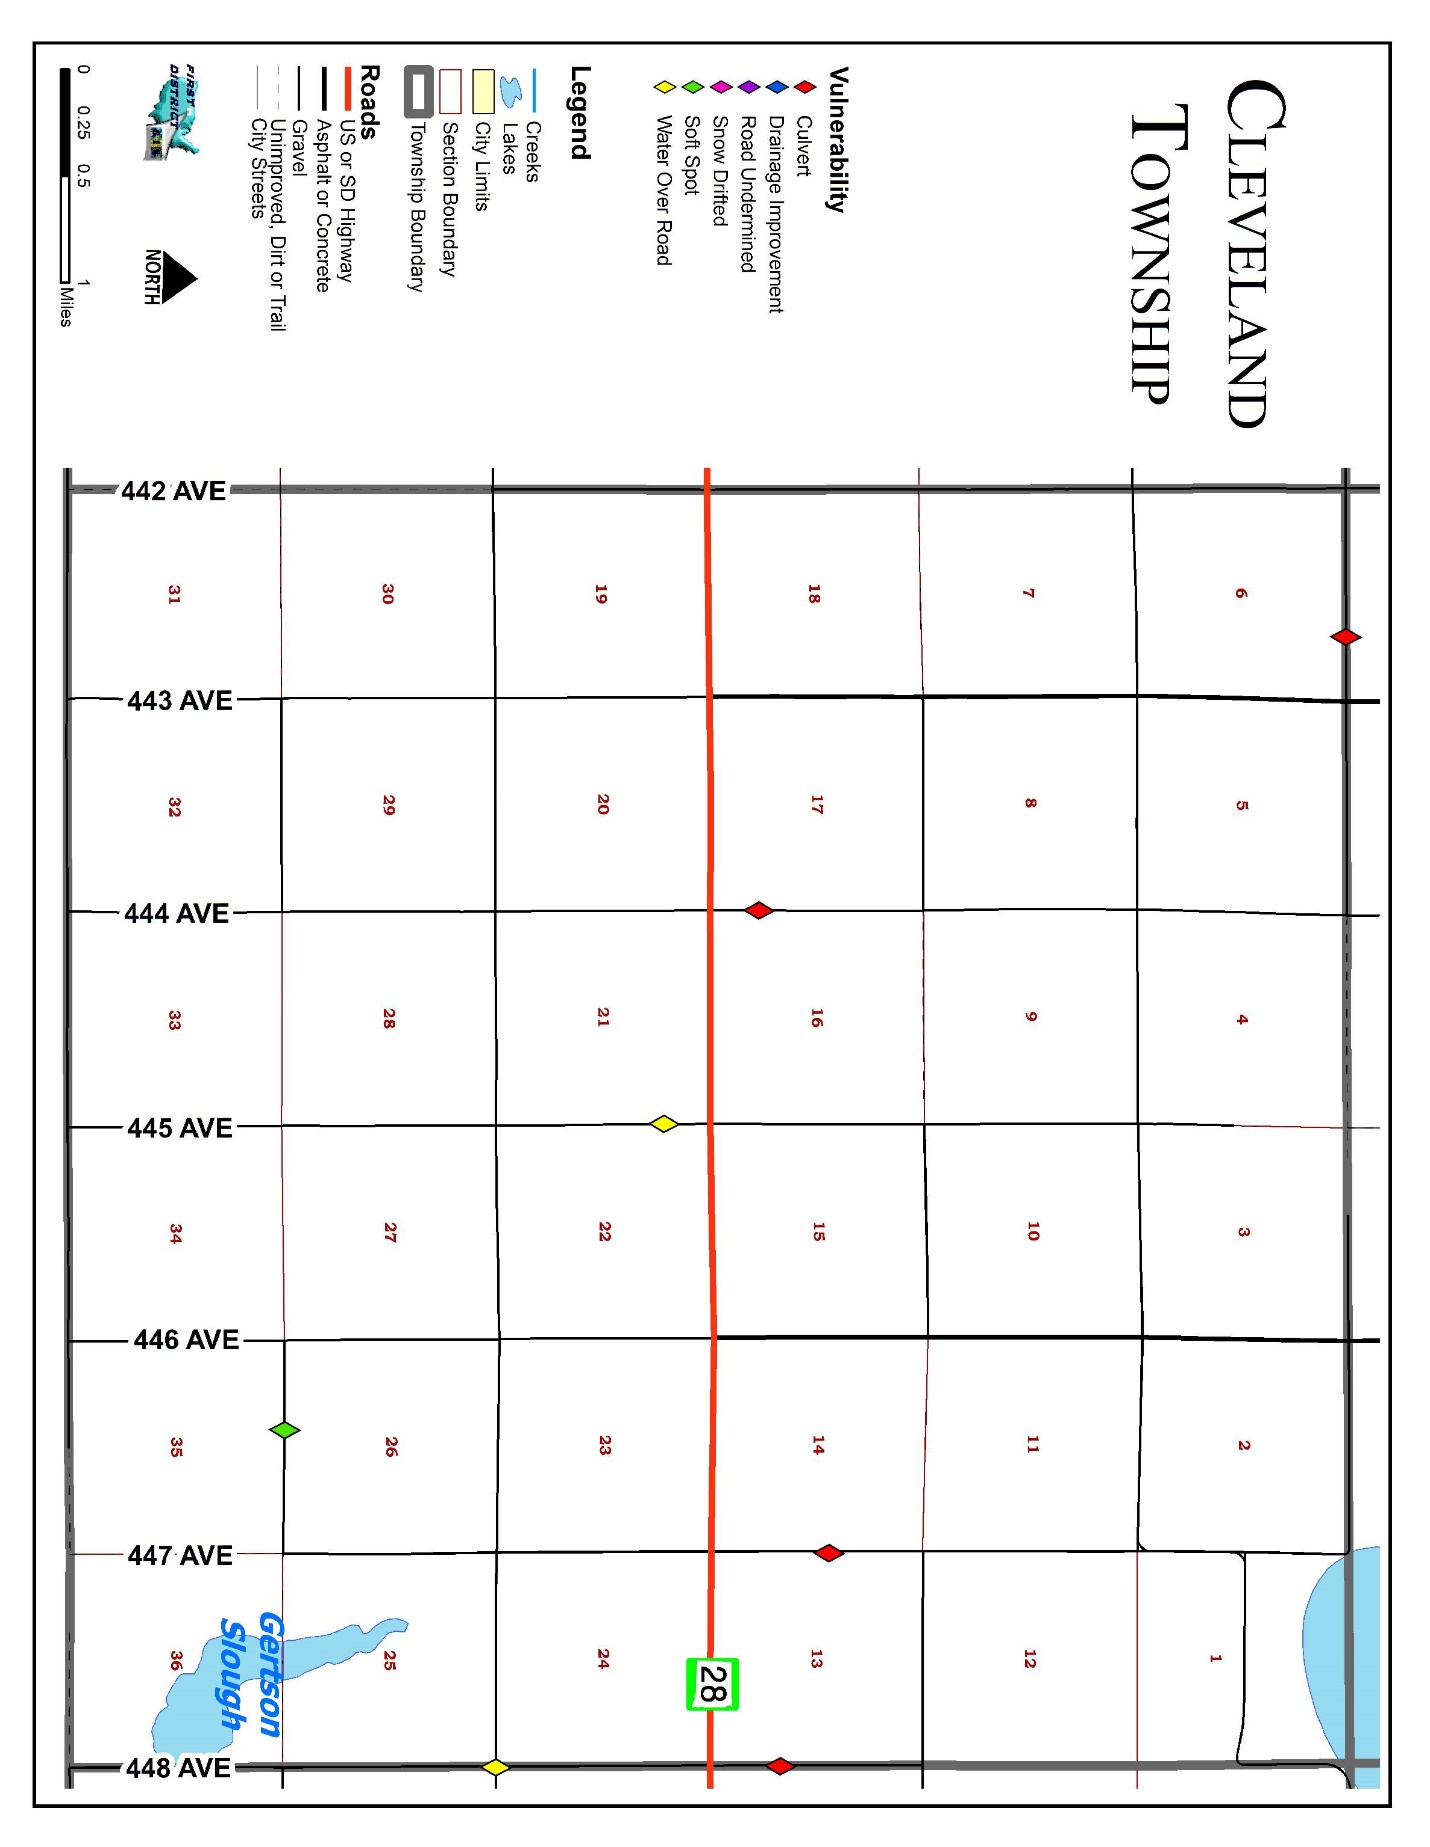 CLEVELAND
TOWNSHIP
Vulnerability
Culvert
Drainage Improvement
Road Undermined
Snow Drifted
Soft Spot
Water Over Road
Legend
Creeks
Lakes
City Limits
Section Boundary
Township Boundary
Roads
US or SD Highway
Asphalt or Concrete
Gravel
Unimproved, Dirt or Trail
City Streets
FIRST
DISTRICT
NORTH
0 0.25 0.5 1
Miles
6 5 4 3 2 1
7 8 9 10 11 12
18 17 16 15 14 13
28
19 20 21 22 23 24
30 29 28 27 26 25
Gertson
Slough
31 32 33 34 35 36
442 AVE
443 AVE
444 AVE
445 AVE
446 AVE
447 AVE
448 AVE